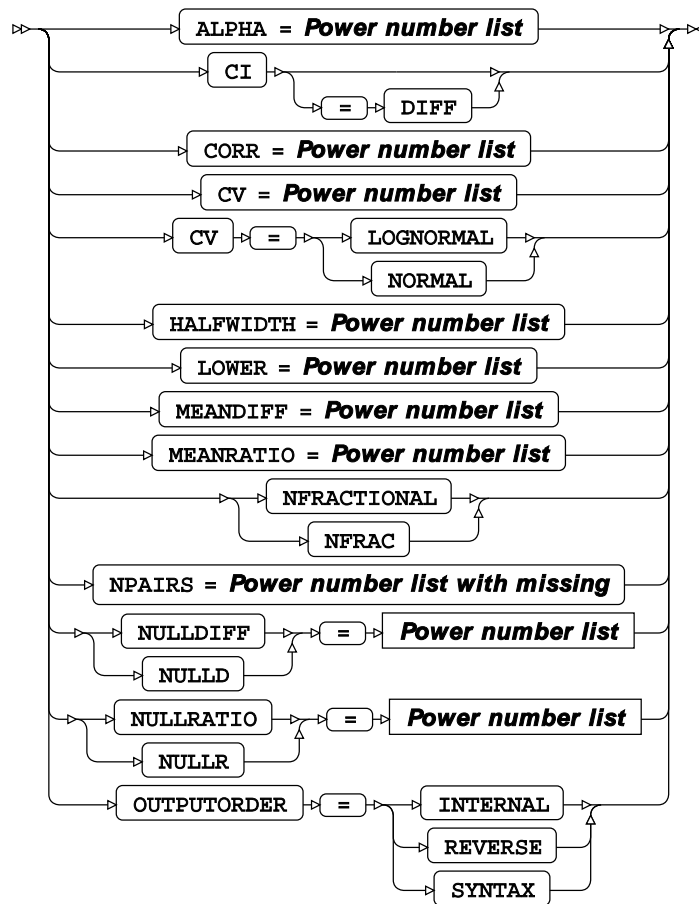 ALPHA = Power number list
CI
= DIFF
CORR = Power number list
CV = Power number list
CV = LOGNORMAL
NORMAL
HALFWIDTH = Power number list
LOWER = Power number list
MEANDIFF = Power number list
MEANRATIO = Power number list
NFRACTIONAL
NFRAC
NPAIRS = Power number list with missing
NULLDIFF = Power number list
NULLD
NULLRATIO = Power number list
NULLR
OUTPUTORDER = INTERNAL
REVERSE
SYNTAX